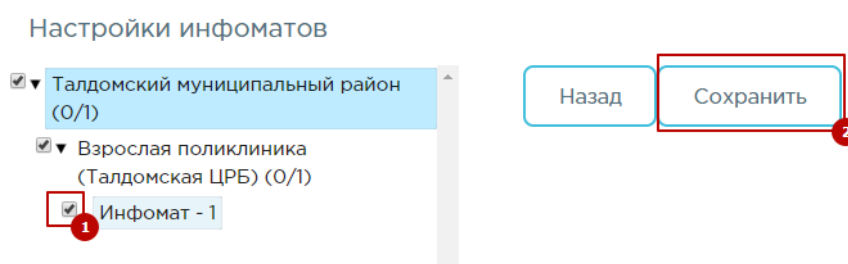 Настройки инфоматов
Талдомский муниципальный район
(0/1)
Взрослая поликлиника
(Талдомская ЦРБ) (0/1)
Инфомат - 1
1
Назад
Сохранить
2